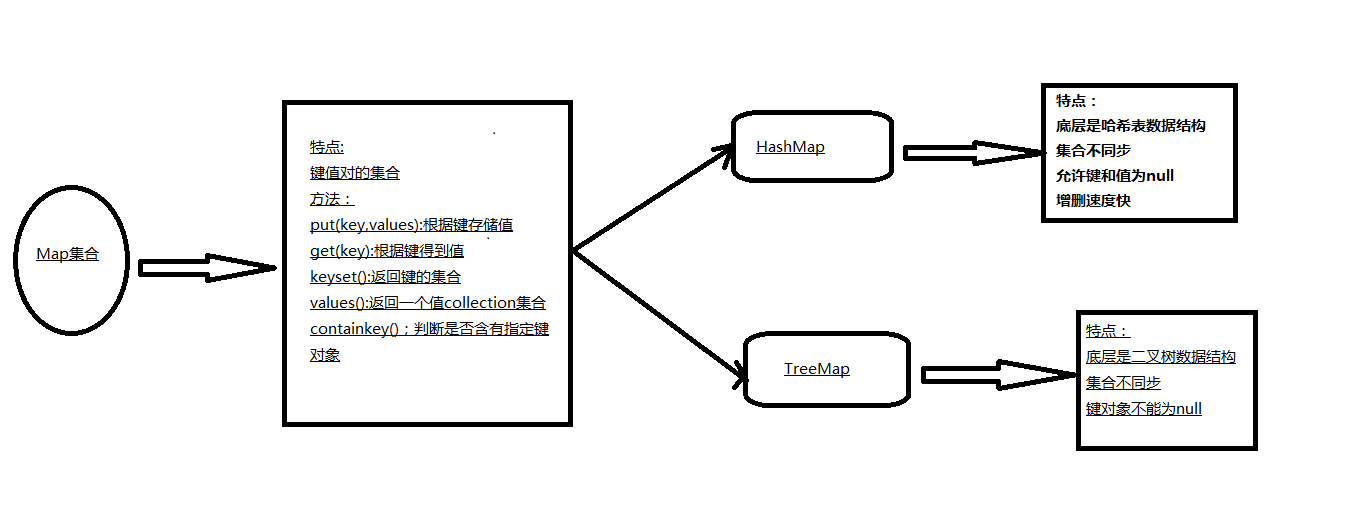 Map集合
特点:
键值对的集合
方法：
put(key,values):根据键存储值
get(key):根据键得到值
keyset():返回键的集合
values():返回一个值collection集合
containkey()；判断是否含有指定键
对象
HashMap
特点：
底层是哈希表数据结构
集合不同步
允许键和值为null
增删速度快
TreeMap
特点：
底层是二叉树数据结构
集合不同步
键对象不能为null